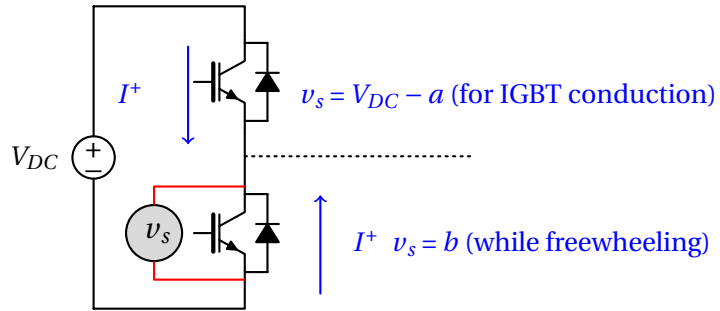 I⁺ v_s = V_DC − a (for IGBT conduction)
V_DC + −
v_s
I⁺ v_s = b (while freewheeling)